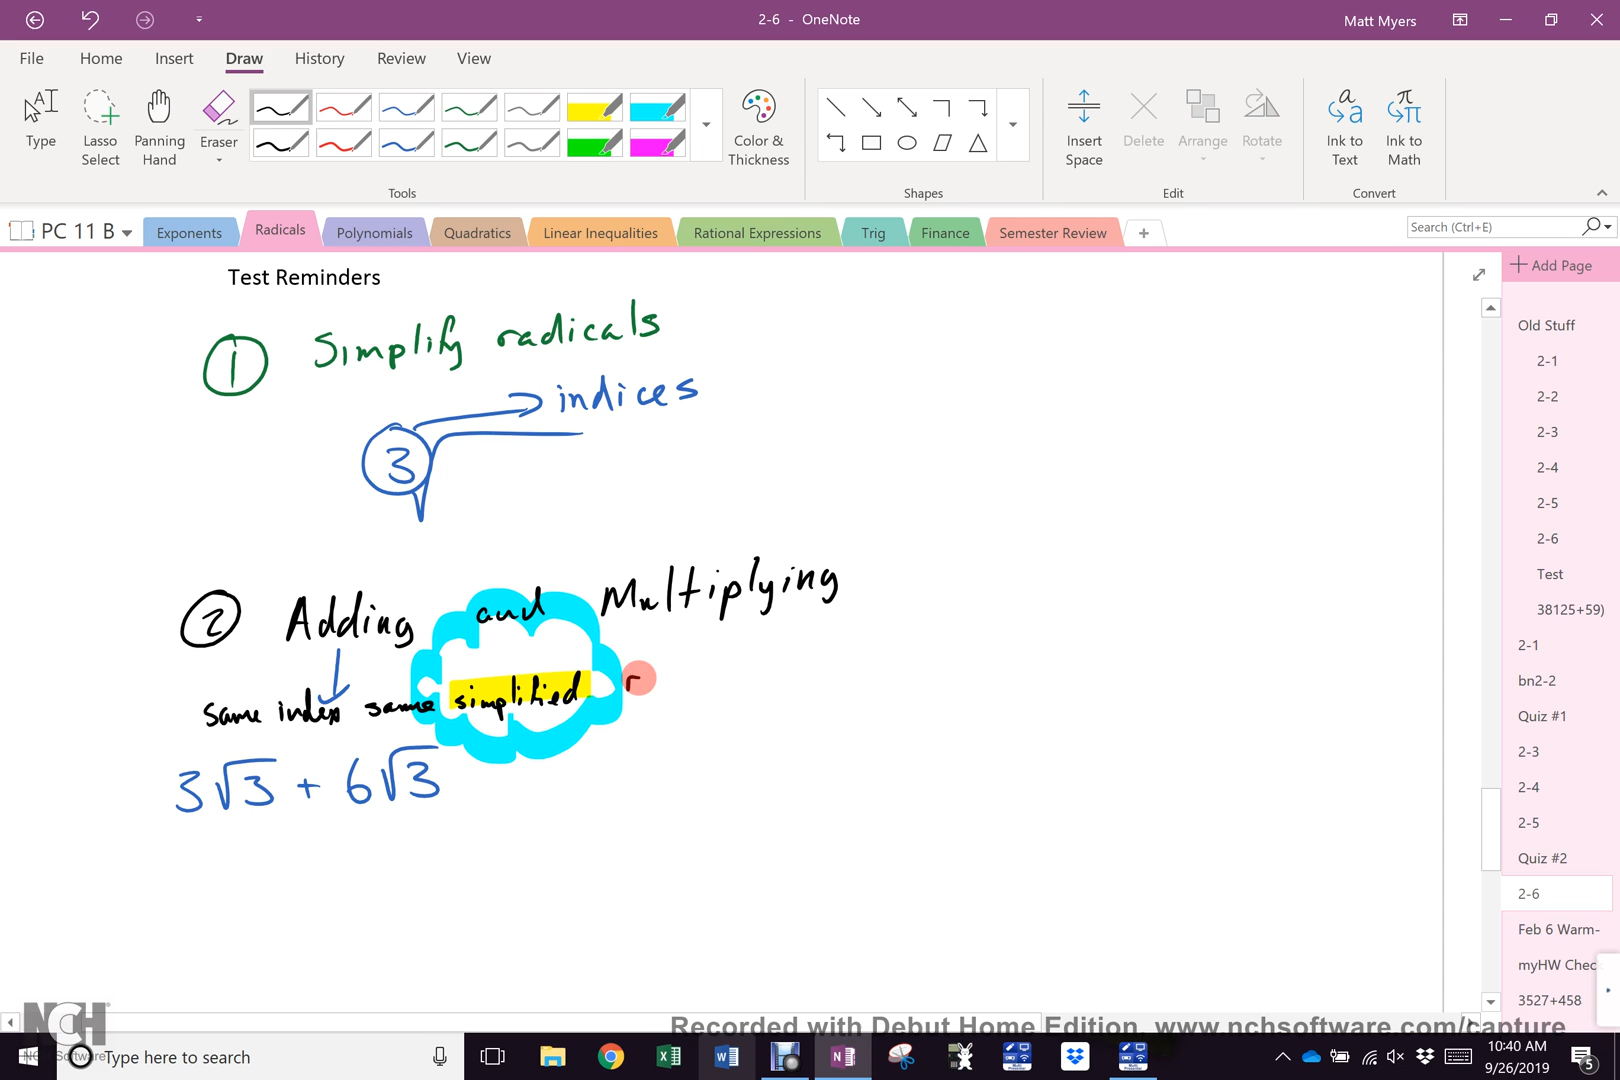 2-6 - OneNote
Matt Myers
File Home Insert Draw History Review View
Type
Lasso Select
Panning Hand
Eraser
Color & Thickness
Insert Space
Delete
Arrange
Rotate
Ink to Text
Ink to Math
Tools
Shapes
Edit
Convert
PC 11 B
Exponents Radicals Polynomials Quadratics Linear Inequalities Rational Expressions Trig Finance Semester Review
Search (Ctrl+E)
Add Page
Test Reminders
① Simplify radicals
indices
3√
② Adding and Multiplying
same index same simplified r
3√3 + 6√3
Old Stuff
2-1
2-2
2-3
2-4
2-5
2-6
Test
38125+59)
2-1
bn2-2
Quiz #1
2-3
2-4
2-5
Quiz #2
2-6
Feb 6 Warm-
myHW Chec
3527+458
NCH
NCH Software
Recorded with Debut Home Edition. www.nchsoftware.com/capture
Type here to search
10:40 AM
9/26/2019
5